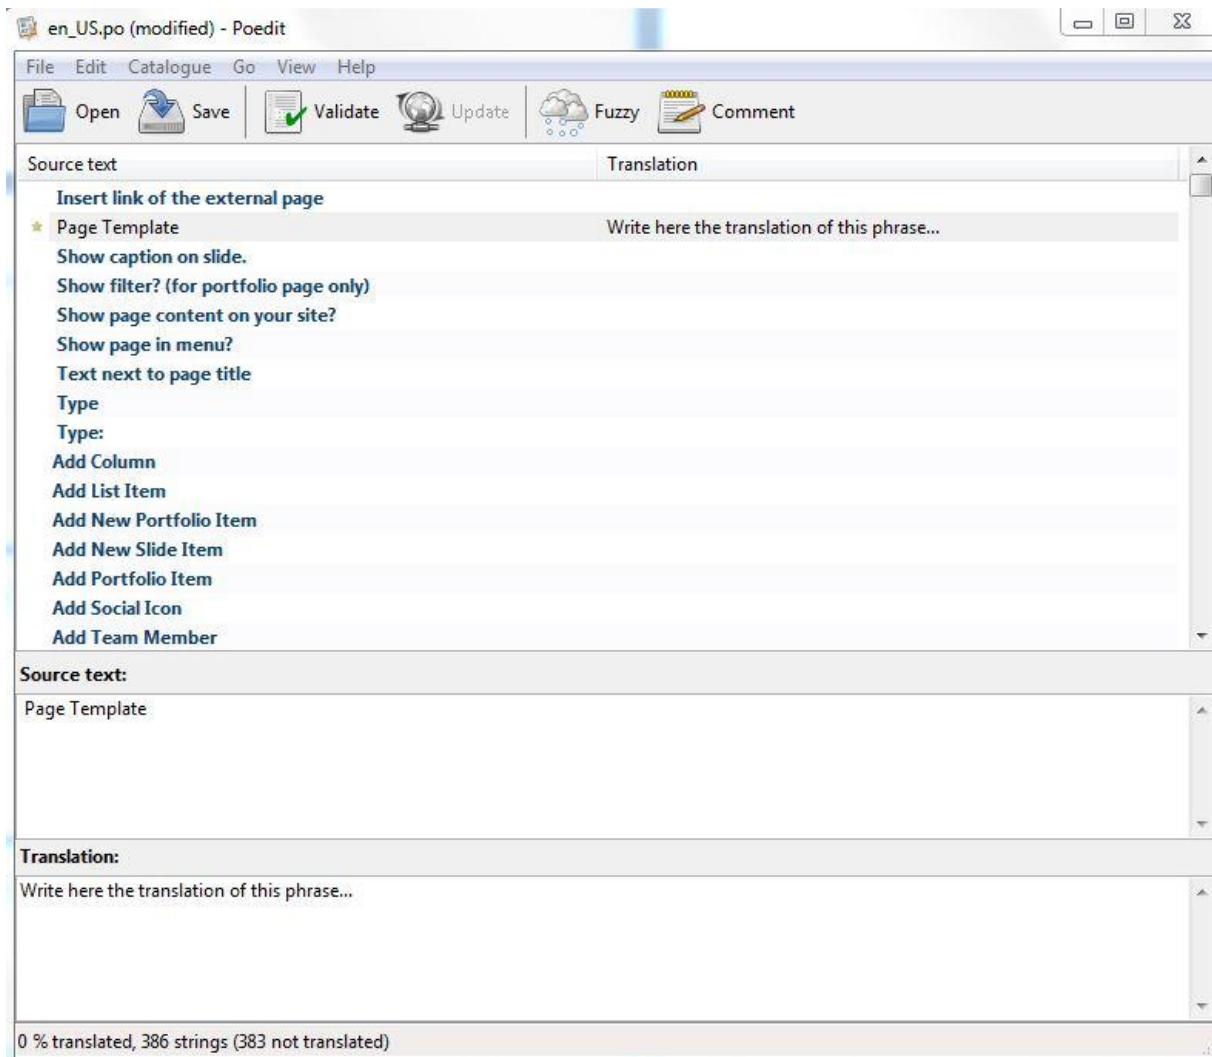 en_US.po (modified) - Poedit
File Edit Catalogue Go View Help
Open Save Validate Update Fuzzy Comment
Source text Translation
Insert link of the external page
Page Template Write here the translation of this phrase...
Show caption on slide.
Show filter? (for portfolio page only)
Show page content on your site?
Show page in menu?
Text next to page title
Type
Type:
Add Column
Add List Item
Add New Portfolio Item
Add New Slide Item
Add Portfolio Item
Add Social Icon
Add Team Member
Source text:
Page Template
Translation:
Write here the translation of this phrase...
0 % translated, 386 strings (383 not translated)